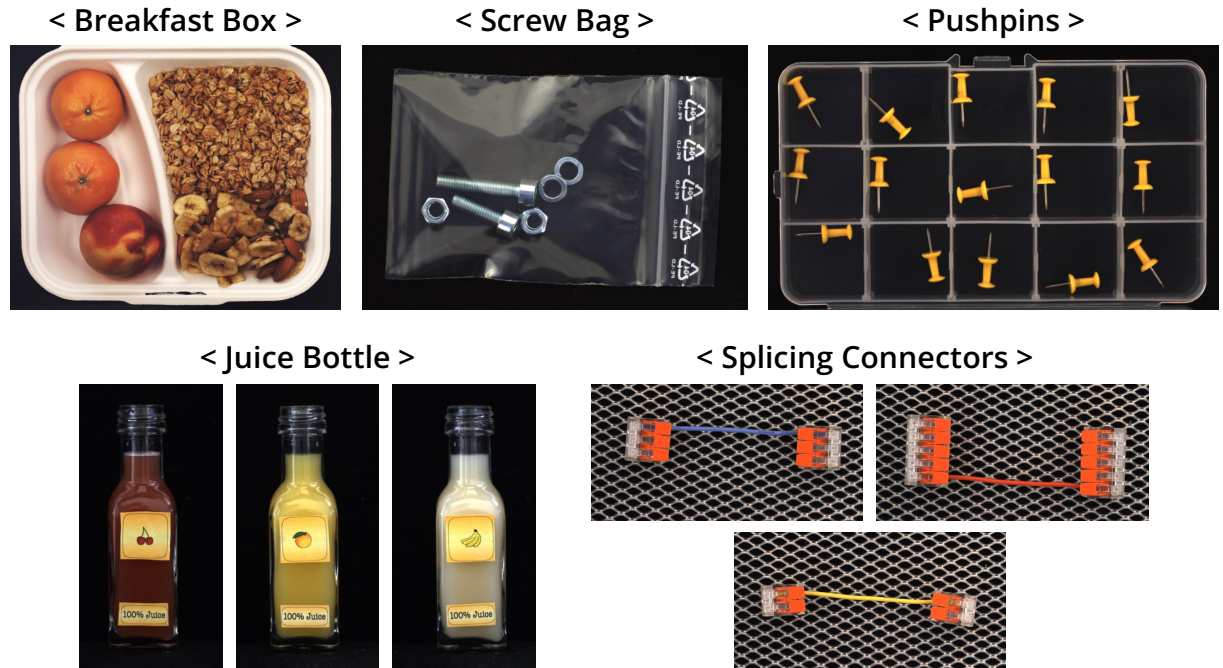 < Breakfast Box >
< Screw Bag >
< Pushpins >
< Juice Bottle >
< Splicing Connectors >
100% Juice
100% Juice
100% Juice